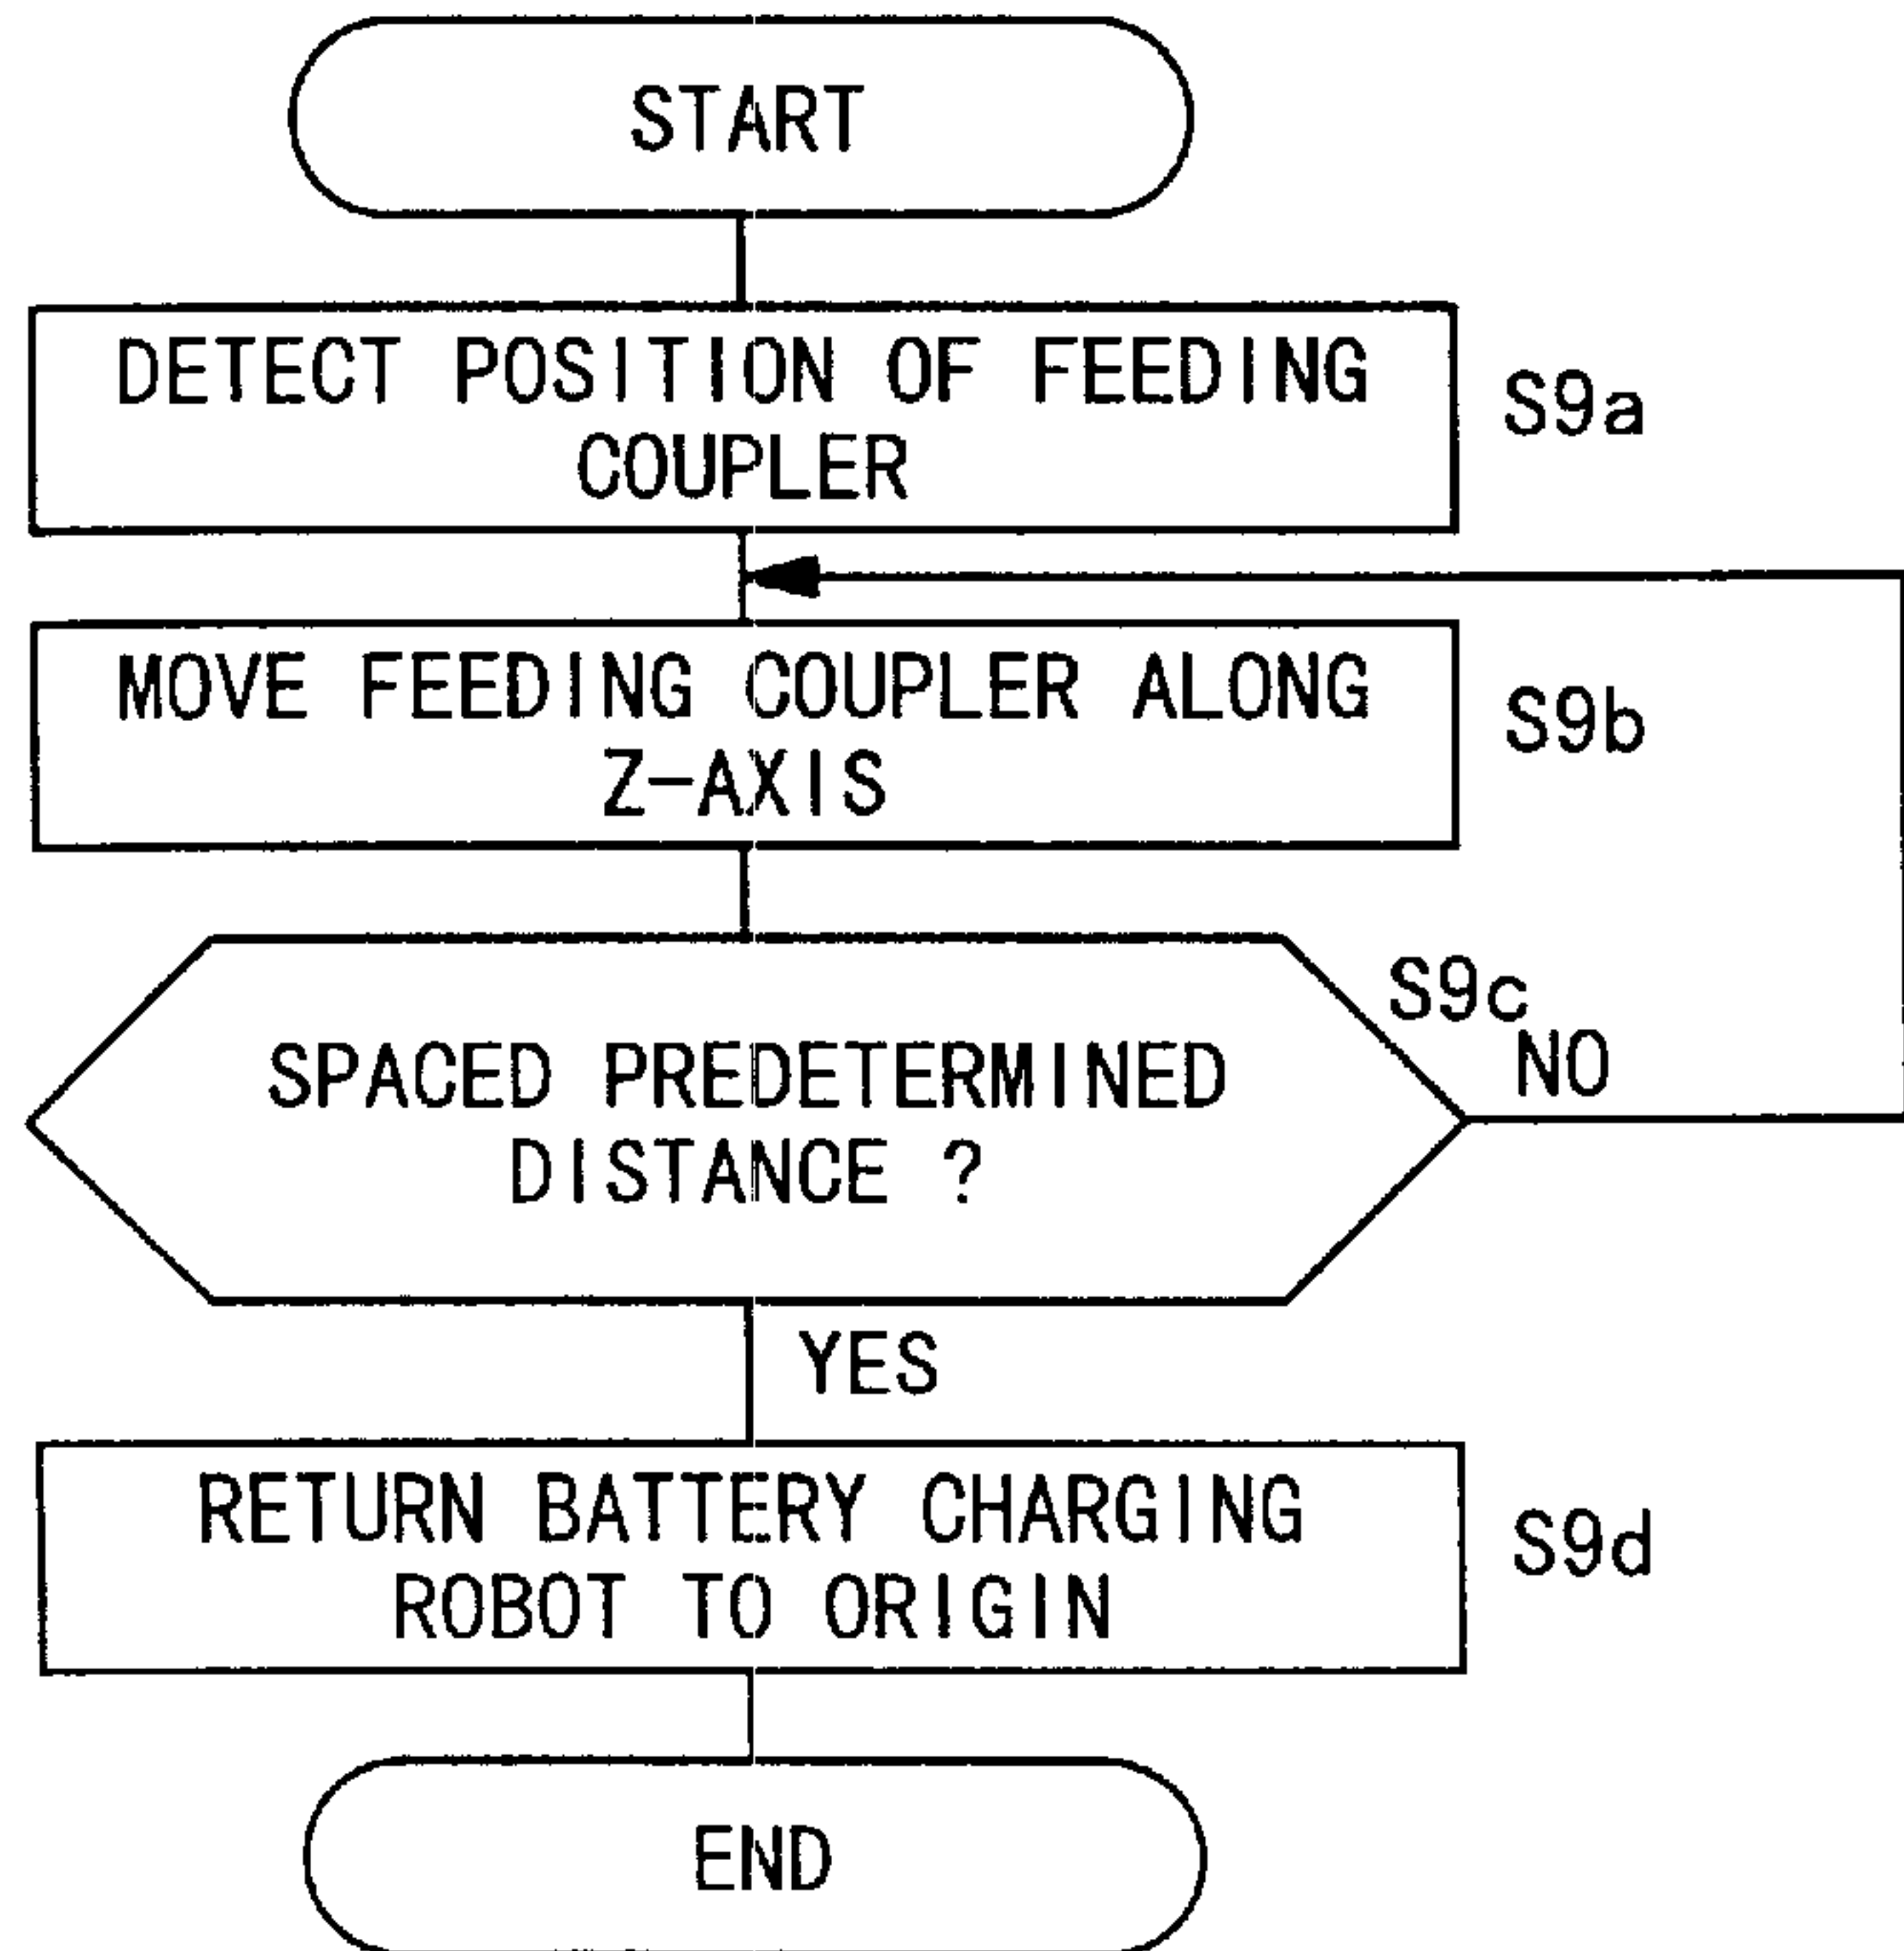 START
DETECT POSITION OF FEEDING
COUPLER
S9a
MOVE FEEDING COUPLER ALONG
Z-AXIS
S9b
S9c
SPACED PREDETERMINED
DISTANCE ?
NO
YES
RETURN BATTERY CHARGING
ROBOT TO ORIGIN
S9d
END